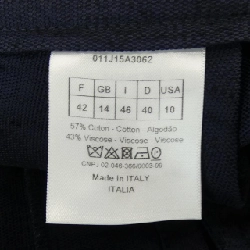 011J15A3062
F GB I D USA
42 14 46 40 10
57% Cotton - Cotton - Algodão
43% Viscose - Viscose - Viscose
Made In ITALY
ITALIA